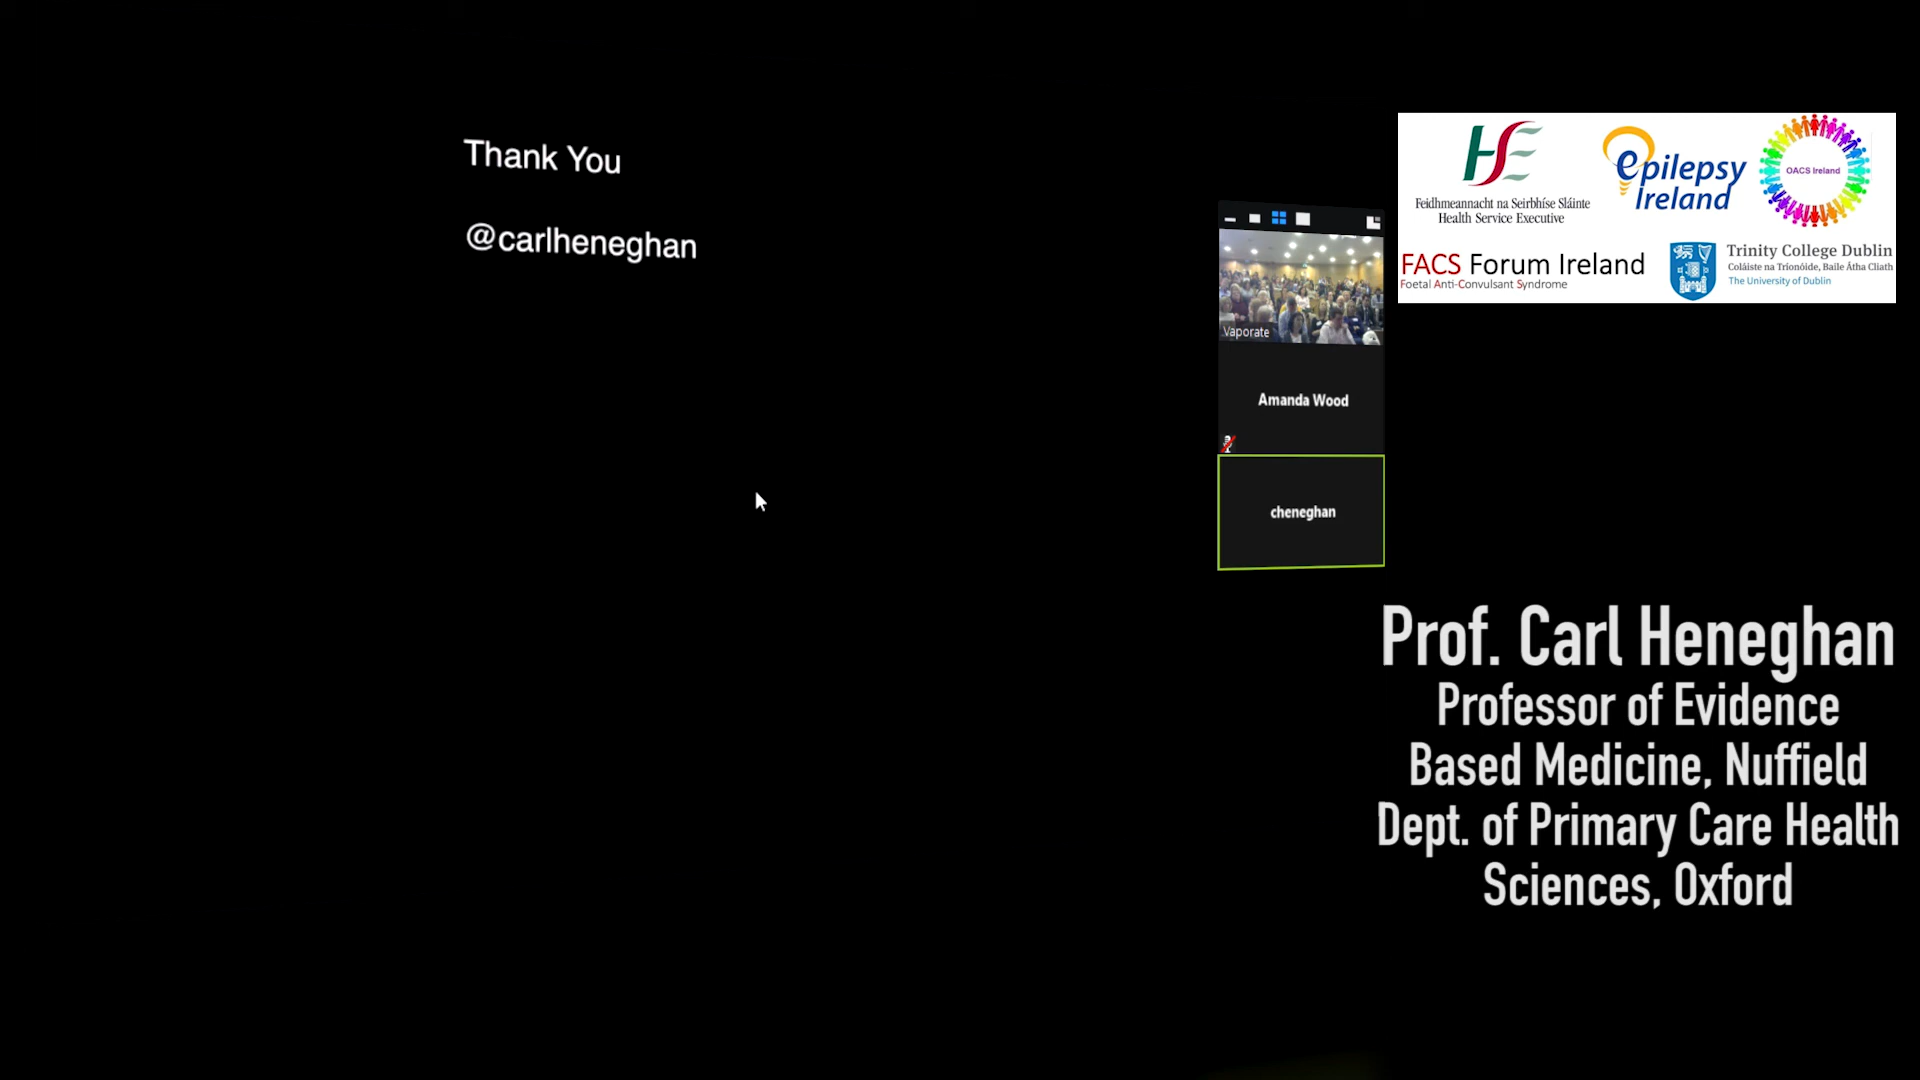 Thank You
@carlheneghan
Vaporate
Amanda Wood
cheneghan
Feidhmeannacht na Seirbhíse Sláinte
Health Service Executive
epilepsy
Ireland
OACS Ireland
FACS Forum Ireland
Foetal Anti-Convulsant Syndrome
Trinity College Dublin
Coláiste na Tríonóide, Baile Átha Cliath
The University of Dublin
Prof. Carl Heneghan
Professor of Evidence
Based Medicine, Nuffield
Dept. of Primary Care Health
Sciences, Oxford